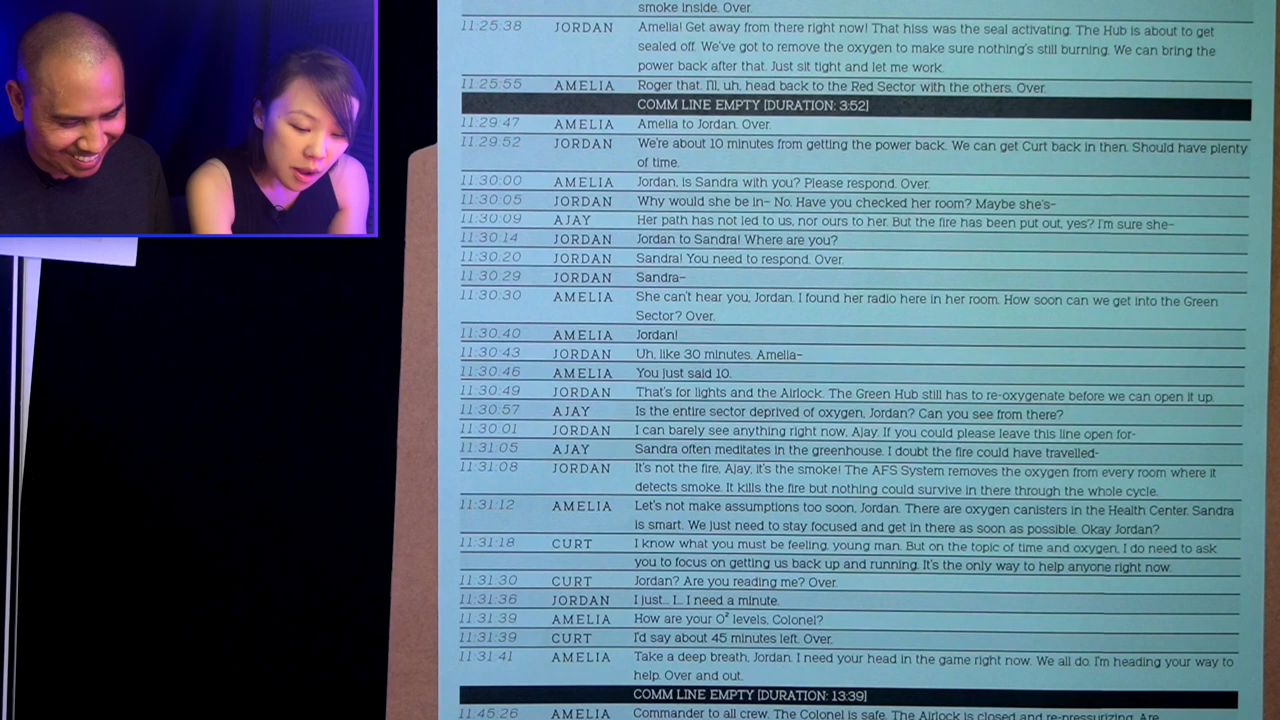 smoke inside. Over.
11:25:38 JORDAN Amelia! Get away from there right now! That hiss was the seal activating. The Hub is about to get
sealed off. We've got to remove the oxygen to make sure nothing's still burning. We can bring the
power back after that. Just sit tight and let me work.
11:25:55 AMELIA Roger that. I'll, uh, head back to the Red Sector with the others. Over.
COMM LINE EMPTY [DURATION: 3:52]
11:29:47 AMELIA Amelia to Jordan. Over.
11:29:52 JORDAN We're about 10 minutes from getting the power back. We can get Curt back in then. Should have plenty
of time.
11:30:00 AMELIA Jordan, is Sandra with you? Please respond. Over.
11:30:05 JORDAN Why would she be in- No. Have you checked her room? Maybe she's-
11:30:09 AJAY Her path has not led to us, nor ours to her. But the fire has been put out, yes? I'm sure she-
11:30:14 JORDAN Jordan to Sandra! Where are you?
11:30:20 JORDAN Sandra! You need to respond. Over.
11:30:29 JORDAN Sandra-
11:30:30 AMELIA She can't hear you, Jordan. I found her radio here in her room. How soon can we get into the Green
Sector? Over.
11:30:40 AMELIA Jordan!
11:30:43 JORDAN Uh, like 30 minutes. Amelia-
11:30:46 AMELIA You just said 10.
11:30:49 JORDAN That's for lights and the Airlock. The Green Hub still has to re-oxygenate before we can open it up.
11:30:57 AJAY Is the entire sector deprived of oxygen, Jordan? Can you see from there?
11:30:01 JORDAN I can barely see anything right now, Ajay. If you could please leave this line open for-
11:31:05 AJAY Sandra often meditates in the greenhouse. I doubt the fire could have travelled-
11:31:08 JORDAN It's not the fire, Ajay, it's the smoke! The AFS System removes the oxygen from every room where it
detects smoke. It kills the fire but nothing could survive in there through the whole cycle.
11:31:12 AMELIA Let's not make assumptions too soon, Jordan. There are oxygen canisters in the Health Center. Sandra
is smart. We just need to stay focused and get in there as soon as possible. Okay Jordan?
11:31:18 CURT I know what you must be feeling, young man. But on the topic of time and oxygen, I do need to ask
you to focus on getting us back up and running. It's the only way to help anyone right now.
11:31:30 CURT Jordan? Are you reading me? Over.
11:31:36 JORDAN I just... I... I need a minute.
11:31:39 AMELIA How are your O² levels, Colonel?
11:31:39 CURT I'd say about 45 minutes left. Over.
11:31:41 AMELIA Take a deep breath, Jordan. I need your head in the game right now. We all do. I'm heading your way to
help. Over and out.
COMM LINE EMPTY [DURATION: 13:39]
11:45:26 AMELIA Commander to all crew. The Colonel is safe. The Airlock is closed and re-pressurizing. Are